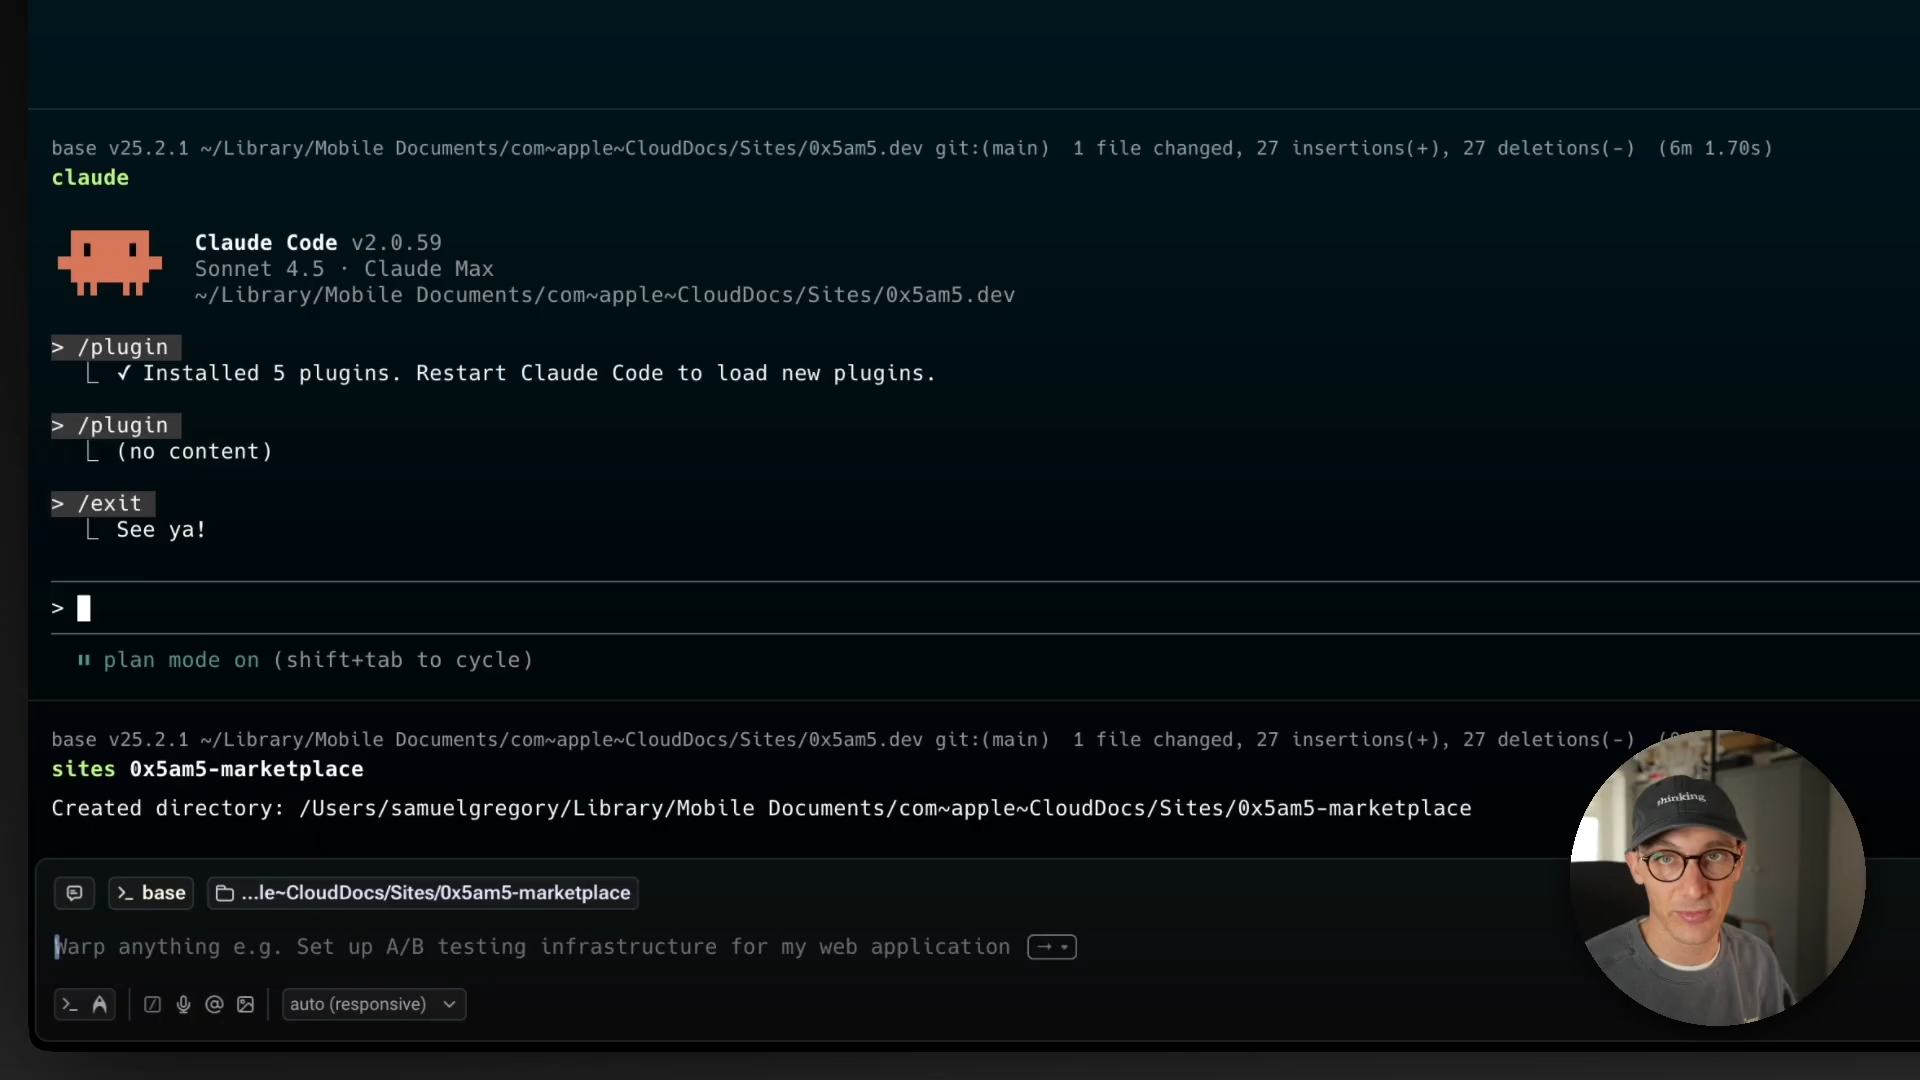 base v25.2.1 ~/Library/Mobile Documents/com~apple~CloudDocs/Sites/0x5am5.dev git:(main)  1 file changed, 27 insertions(+), 27 deletions(-)  (6m 1.70s)
claude
Claude Code v2.0.59
Sonnet 4.5 · Claude Max
~/Library/Mobile Documents/com~apple~CloudDocs/Sites/0x5am5.dev
> /plugin
⎿ ✓ Installed 5 plugins. Restart Claude Code to load new plugins.
> /plugin
⎿ (no content)
> /exit
⎿ See ya!
>
⏸ plan mode on (shift+tab to cycle)
base v25.2.1 ~/Library/Mobile Documents/com~apple~CloudDocs/Sites/0x5am5.dev git:(main)  1 file changed, 27 insertions(+), 27 deletions(-)
sites 0x5am5-marketplace
Created directory: /Users/samuelgregory/Library/Mobile Documents/com~apple~CloudDocs/Sites/0x5am5-marketplace
thinking
>_ base ...le~CloudDocs/Sites/0x5am5-marketplace
Warp anything e.g. Set up A/B testing infrastructure for my web application
auto (responsive)